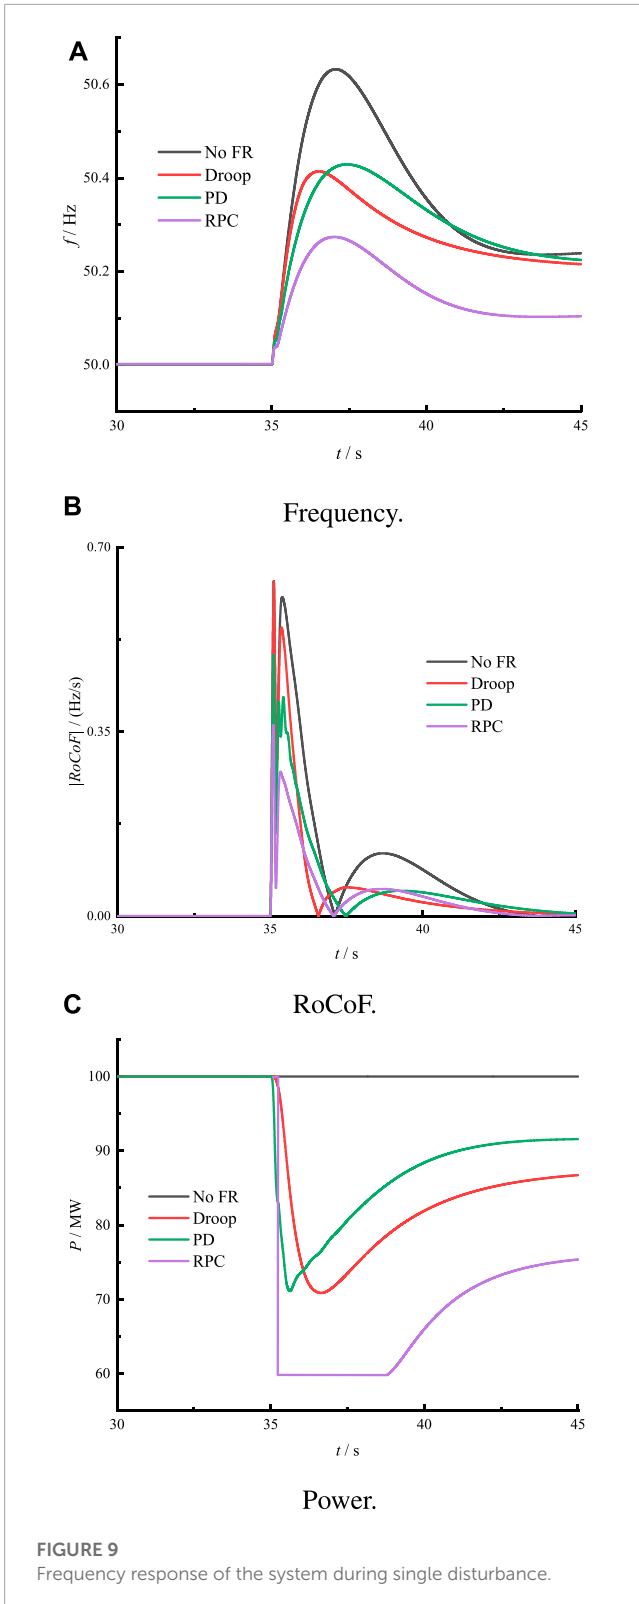 A
50.6
50.4
50.2
50.0
f / Hz
No FR
Droop
PD
RPC
30
35
40
45
t / s
Frequency.
B
0.70
0.35
0.00
|RoCoF| / (Hz/s)
No FR
Droop
PD
RPC
30
35
40
45
t / s
RoCoF.
C
100
90
80
70
60
P / MW
No FR
Droop
PD
RPC
30
35
40
45
t / s
Power.
FIGURE 9
Frequency response of the system during single disturbance.